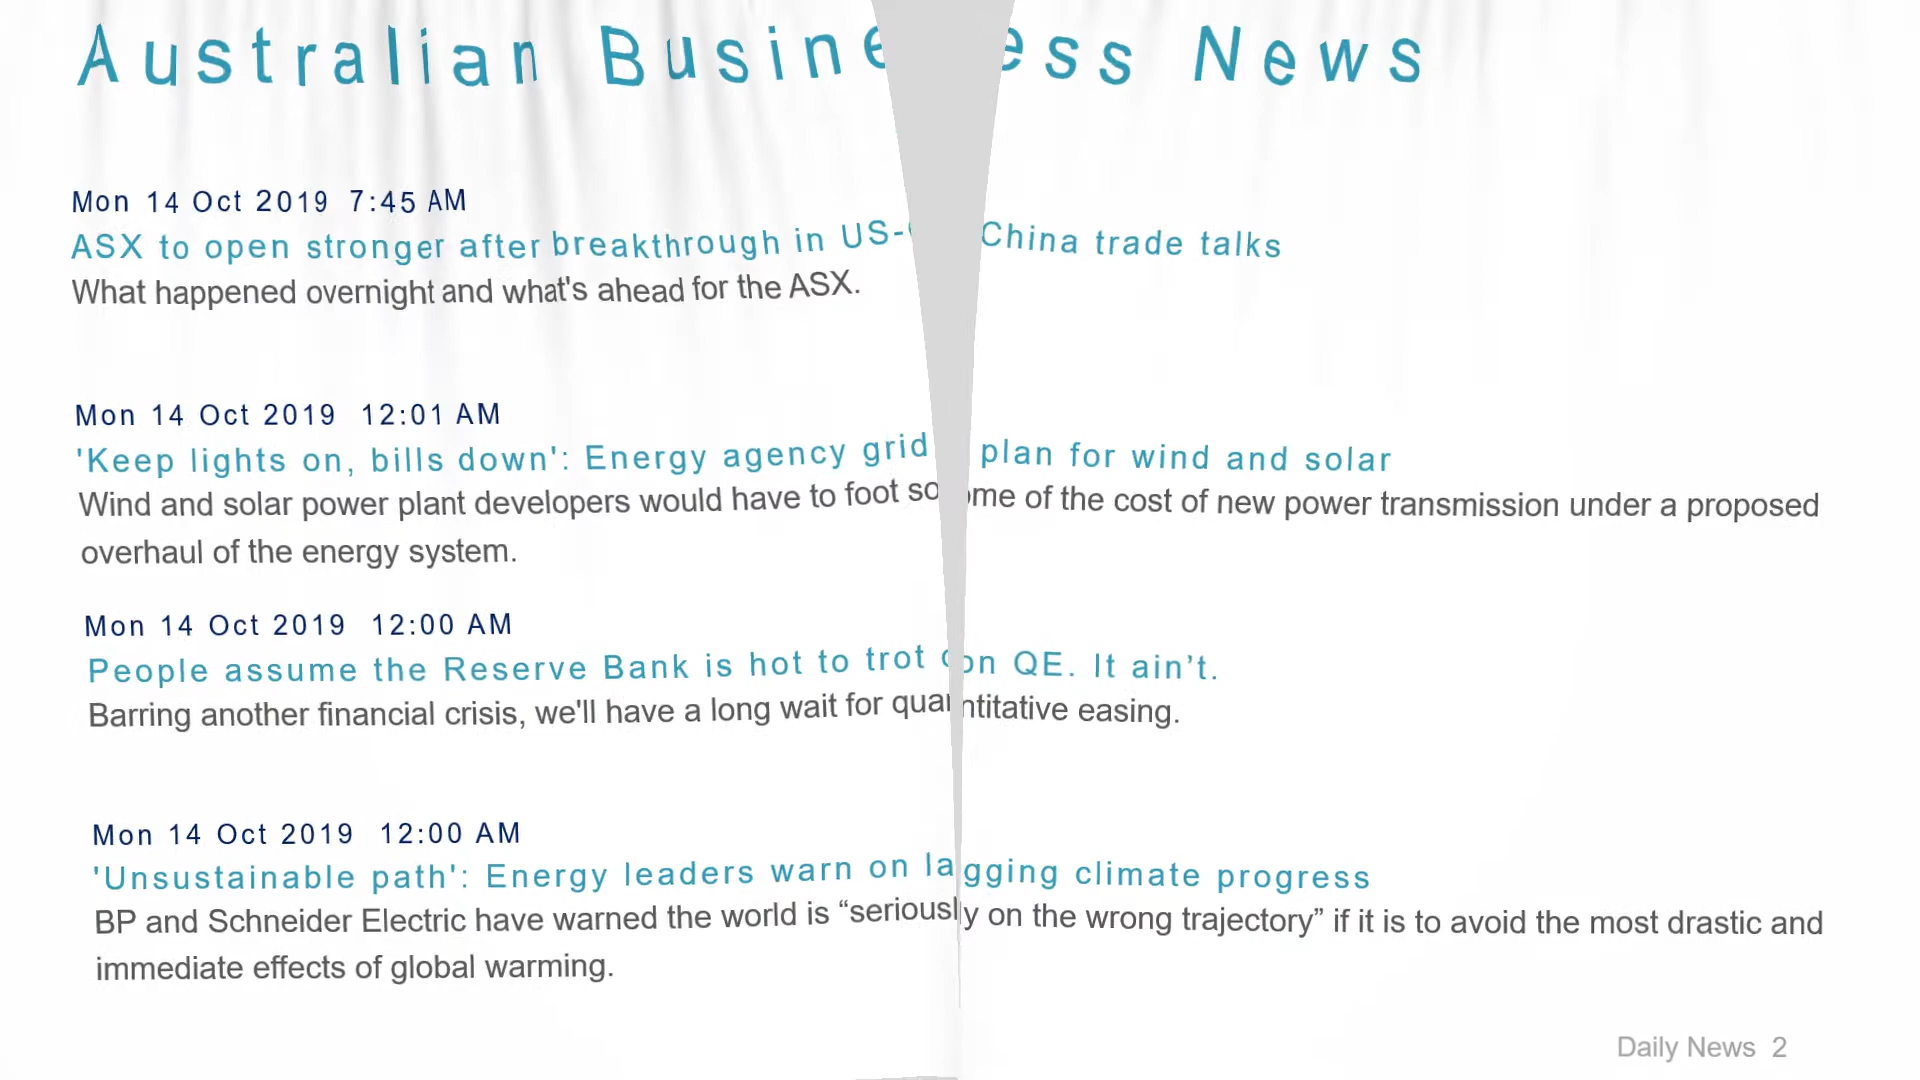 Australian Business News
Mon 14 Oct 2019 7:45 AM
ASX to open stronger after breakthrough in US-China trade talks
What happened overnight and what's ahead for the ASX.
Mon 14 Oct 2019 12:01 AM
'Keep lights on, bills down': Energy agency grid plan for wind and solar
Wind and solar power plant developers would have to foot some of the cost of new power transmission under a proposed
overhaul of the energy system.
Mon 14 Oct 2019 12:00 AM
People assume the Reserve Bank is hot to trot on QE. It ain’t.
Barring another financial crisis, we'll have a long wait for quantitative easing.
Mon 14 Oct 2019 12:00 AM
'Unsustainable path': Energy leaders warn on lagging climate progress
BP and Schneider Electric have warned the world is “seriously on the wrong trajectory” if it is to avoid the most drastic and
immediate effects of global warming.
Daily News 2